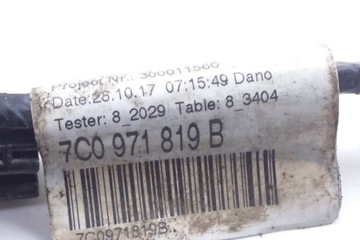 Project Nr.: 300011560
Date:28.10.17 07:15:49 Dano
Tester: 8_2029 Table: 8_3404
7C0 971 819 B
7C0971819B